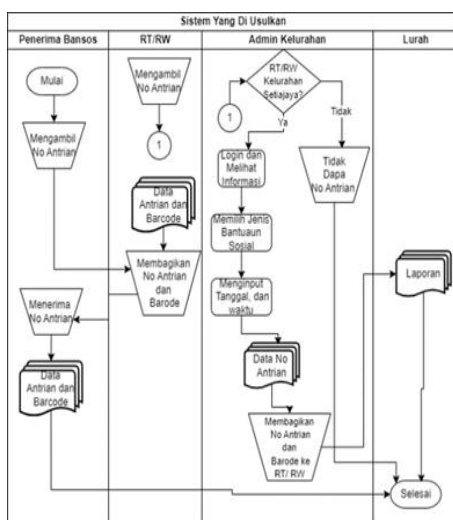 Sistem Yang Di Usulkan
Penerima Bansos
RT/RW
Admin Kelurahan
Lurah
Mulai
Mengambil
No Antrian
Menerima
No Antrian
Data
Antrian dan
Barcode
Mengambil
No Antrian
1
Data
Antrian dan
Barcode
Membagikan
No Antrian
dan
Barode
RT/RW
Kelurahan
Setiajaya?
1
Ya
Tidak
Login dan
Melihat
Informasi
Memilin Jenis
Bantuaun
Sosial
Menginput
Tanggal, dan
waktu
Data No
Antrian
Membagikan
No Antrian
dan
Barode ke
RT/ RW
Tidak
Dapa
No Antrian
Laporan
Selesai